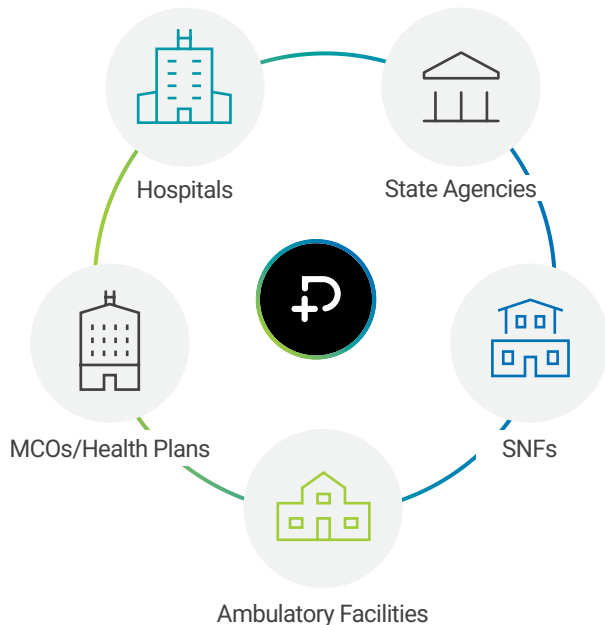 Hospitals
State Agencies
MCOs/Health Plans
SNFs
Ambulatory Facilities